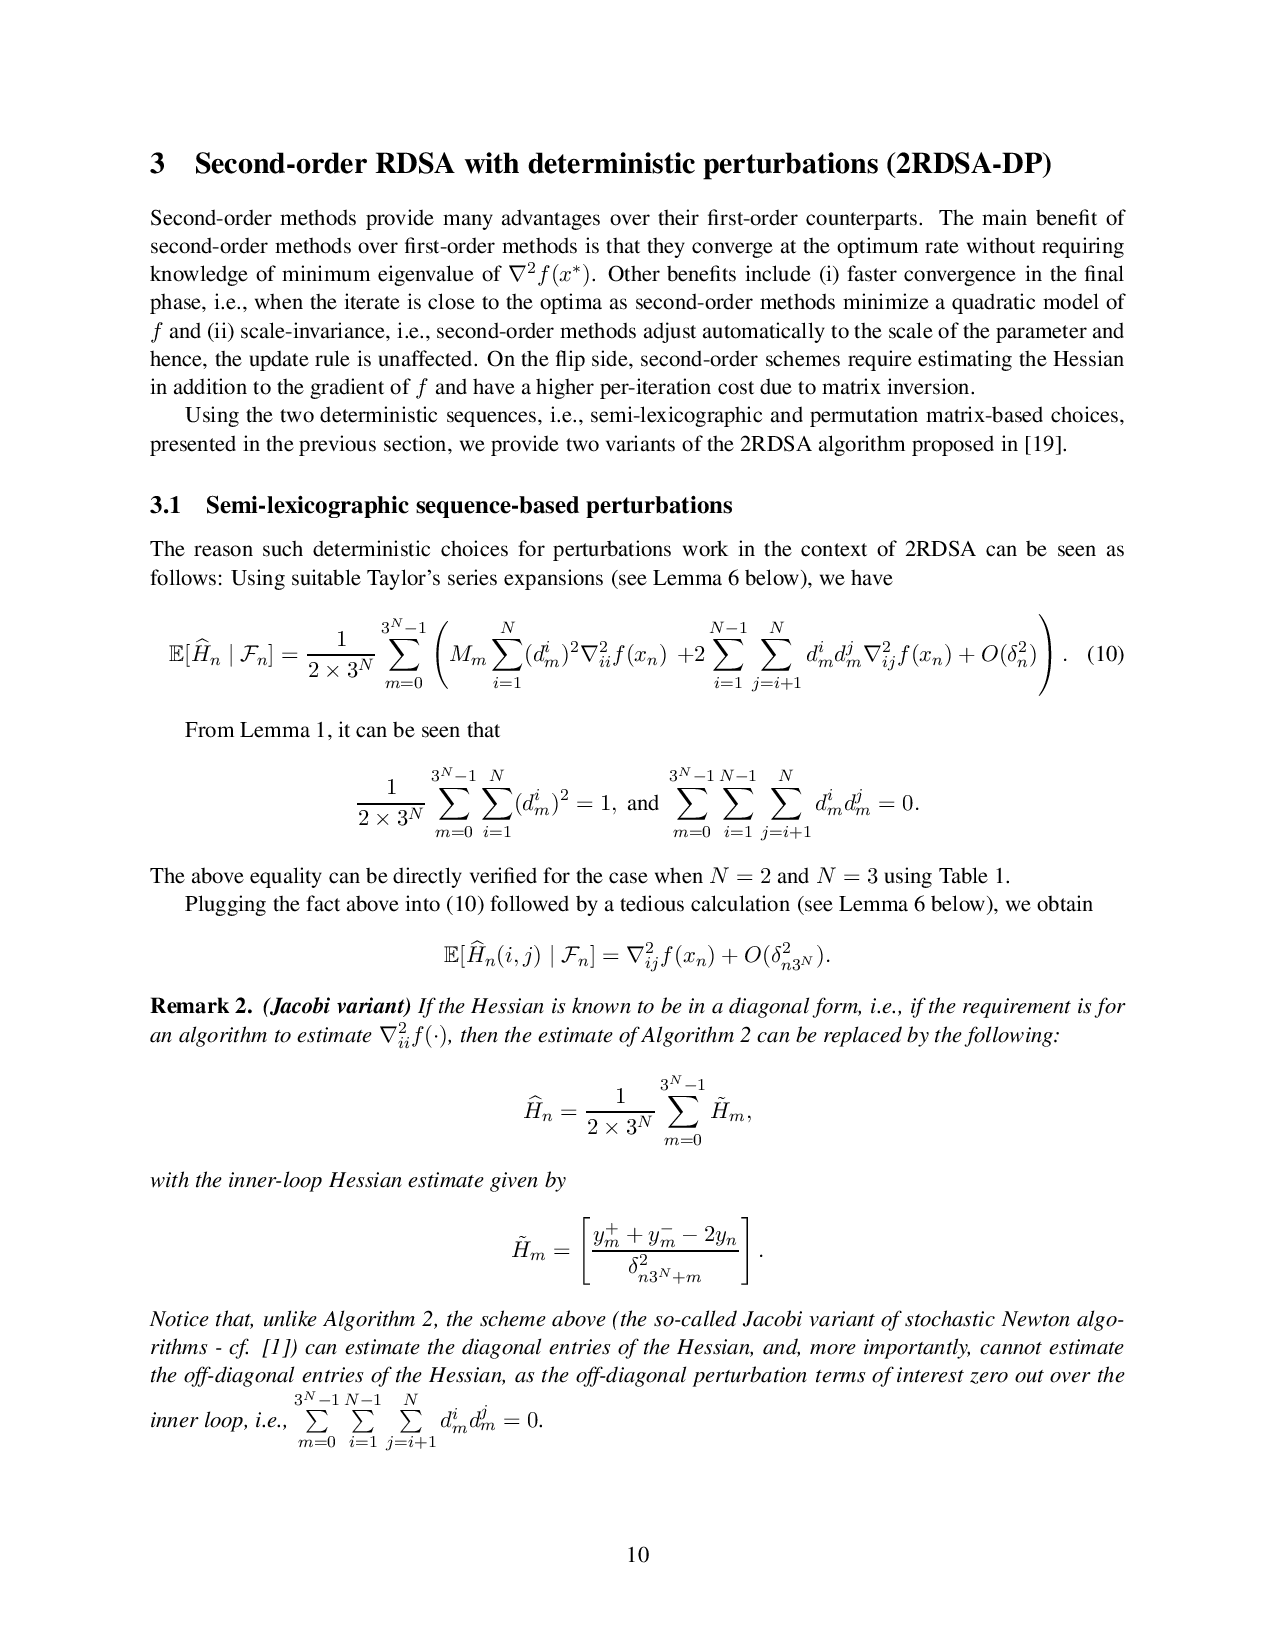 3 Second-order RDSA with deterministic perturbations (2RDSA-DP)
Second-order methods provide many advantages over their first-order counterparts. The main benefit of
second-order methods over first-order methods is that they converge at the optimum rate without requiring
knowledge of minimum eigenvalue of ∇²f(x*). Other benefits include (i) faster convergence in the final
phase, i.e., when the iterate is close to the optima as second-order methods minimize a quadratic model of
f and (ii) scale-invariance, i.e., second-order methods adjust automatically to the scale of the parameter and
hence, the update rule is unaffected. On the flip side, second-order schemes require estimating the Hessian
in addition to the gradient of f and have a higher per-iteration cost due to matrix inversion.
Using the two deterministic sequences, i.e., semi-lexicographic and permutation matrix-based choices,
presented in the previous section, we provide two variants of the 2RDSA algorithm proposed in [19].
3.1 Semi-lexicographic sequence-based perturbations
The reason such deterministic choices for perturbations work in the context of 2RDSA can be seen as
follows: Using suitable Taylor's series expansions (see Lemma 6 below), we have
$\mathbb{E}[\widehat{H}_n \mid \mathcal{F}_n] = \frac{1}{2 \times 3^N} \sum_{m=0}^{3^N-1} \left( M_m \sum_{i=1}^{N} (d_m^i)^2 \nabla_{ii}^2 f(x_n) + 2 \sum_{i=1}^{N-1} \sum_{j=i+1}^{N} d_m^i d_m^j \nabla_{ij}^2 f(x_n) + O(\delta_n^2) \right).$ (10)
From Lemma 1, it can be seen that
$\frac{1}{2 \times 3^N} \sum_{m=0}^{3^N-1} \sum_{i=1}^{N} (d_m^i)^2 = 1, \text{ and } \sum_{m=0}^{3^N-1} \sum_{i=1}^{N-1} \sum_{j=i+1}^{N} d_m^i d_m^j = 0.$
The above equality can be directly verified for the case when N = 2 and N = 3 using Table 1.
Plugging the fact above into (10) followed by a tedious calculation (see Lemma 6 below), we obtain
$\mathbb{E}[\widehat{H}_n(i, j) \mid \mathcal{F}_n] = \nabla_{ij}^2 f(x_n) + O(\delta_{n3^N}^2).$
Remark 2. (Jacobi variant) If the Hessian is known to be in a diagonal form, i.e., if the requirement is for
an algorithm to estimate $\nabla_{ii}^2 f(\cdot)$, then the estimate of Algorithm 2 can be replaced by the following:
$\widehat{H}_n = \frac{1}{2 \times 3^N} \sum_{m=0}^{3^N-1} \tilde{H}_m,$
with the inner-loop Hessian estimate given by
$\tilde{H}_m = \left[ \frac{y_m^+ + y_m^- - 2y_n}{\delta_{n3^N+m}^2} \right].$
Notice that, unlike Algorithm 2, the scheme above (the so-called Jacobi variant of stochastic Newton algo-
rithms - cf. [1]) can estimate the diagonal entries of the Hessian, and, more importantly, cannot estimate
the off-diagonal entries of the Hessian, as the off-diagonal perturbation terms of interest zero out over the
inner loop, i.e., $\sum_{m=0}^{3^N-1} \sum_{i=1}^{N-1} \sum_{j=i+1}^{N} d_m^i d_m^j = 0.$
10